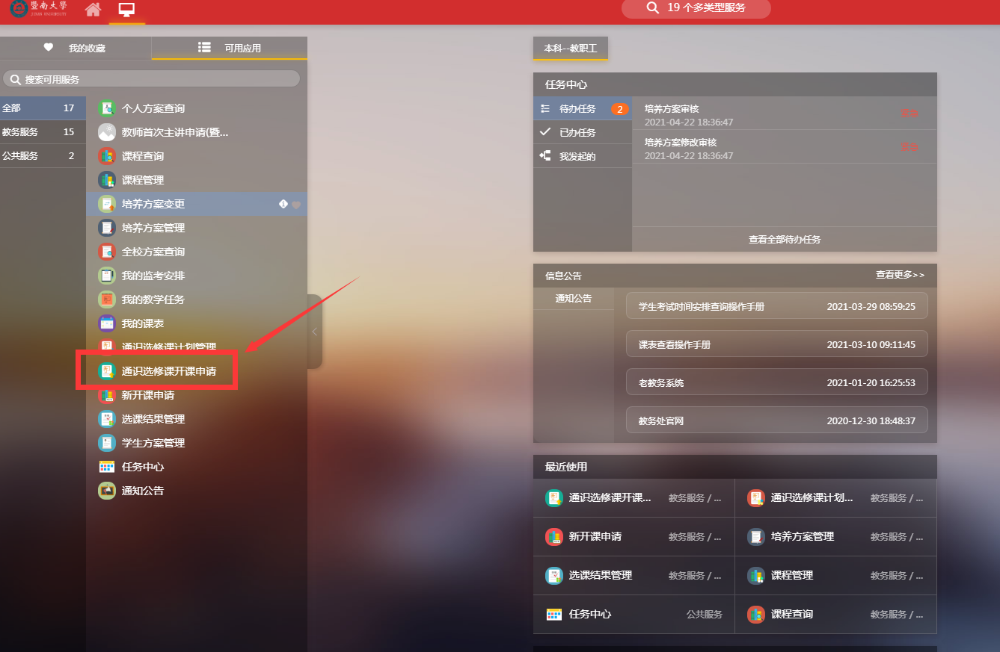 暨南大學
JINAN UNIVERSITY
19 个多类型服务
我的收藏
可用应用
搜索可用服务
全部 17
教务服务 15
公共服务 2
个人方案查询
教师首次主讲申请(暨...
课程查询
课程管理
培养方案变更
培养方案管理
全校方案查询
我的监考安排
我的教学任务
我的课表
通识选修课计划管理
通识选修课开课申请
新开课申请
选课结果管理
学生方案管理
任务中心
通知公告
本科--教职工
任务中心
待办任务 2
已办任务
我发起的
培养方案审核
2021-04-22 18:36:47
培养方案修改审核
2021-04-22 18:36:47
查看全部待办任务
信息公告
查看更多>>
通知公告
学生考试时间安排查询操作手册 2021-03-29 08:59:25
课表查看操作手册 2021-03-10 09:11:45
老教务系统 2021-01-20 16:25:53
教务处官网 2020-12-30 18:48:37
最近使用
通识选修课开课... 教务服务 / ...
通识选修课计划... 教务服务 / ...
新开课申请 教务服务 / ...
培养方案管理 教务服务 / ...
选课结果管理 教务服务 / ...
课程管理 教务服务 / ...
任务中心 公共服务
课程查询 教务服务 / ...